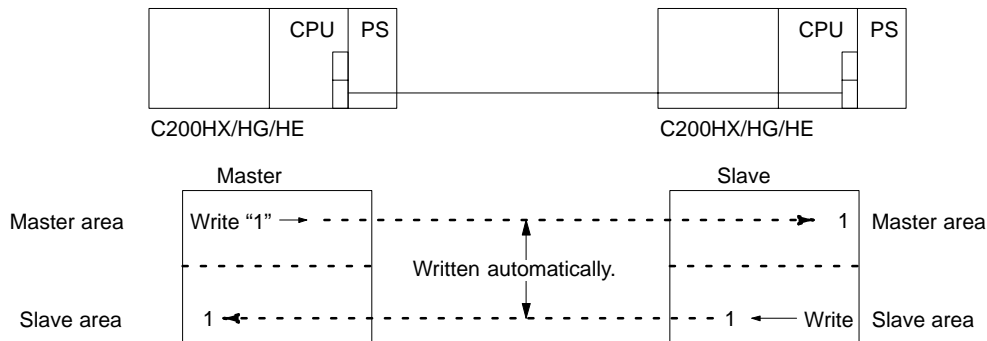 CPU PS CPU PS
C200HX/HG/HE C200HX/HG/HE
Master Slave
Master area Write “1” 1 Master area
Written automatically.
Slave area 1 1 Write Slave area